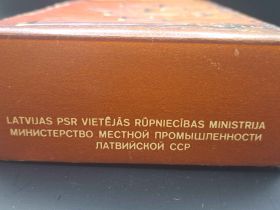 LATVIJAS PSR VIETĒJĀS RŪPNIECĪBAS MINISTRIJA
МИНИСТЕРСТВО МЕСТНОЙ ПРОМЫШЛЕННОСТИ
ЛАТВИЙСКОЙ ССР